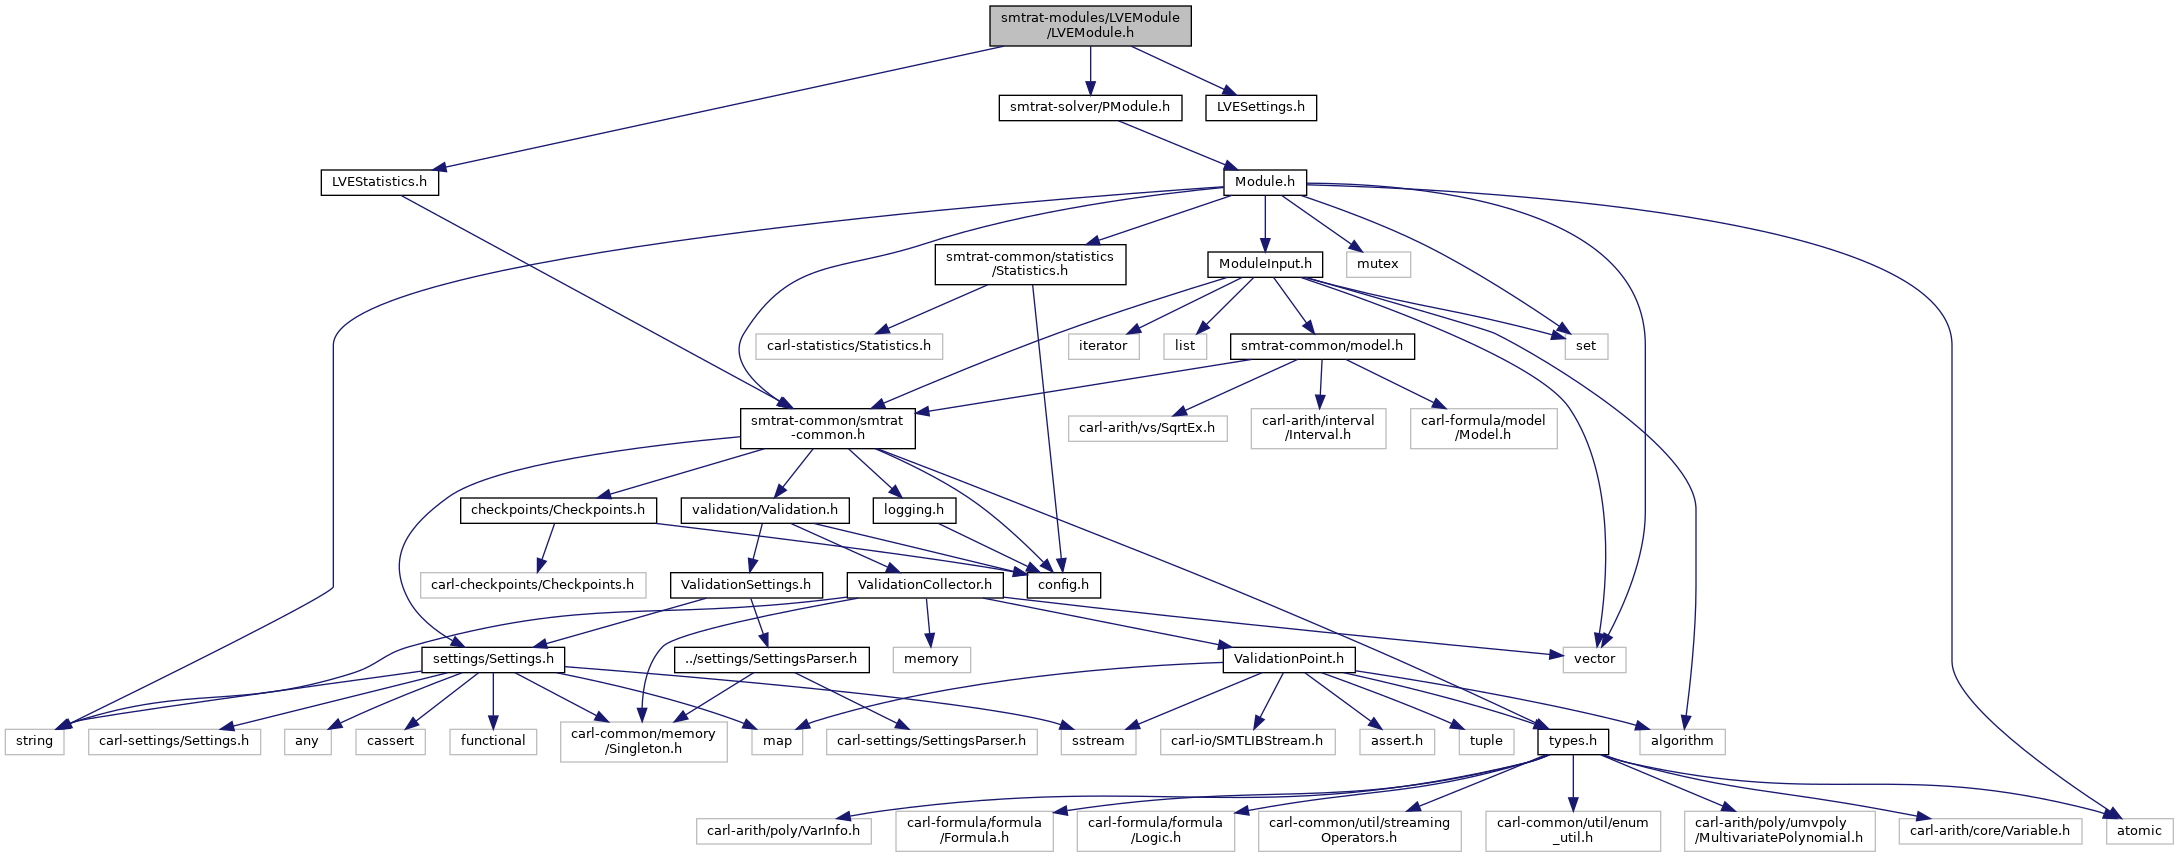 smtrat-modules/LVEModule
/LVEModule.h
smtrat-solver/PModule.h
LVESettings.h
LVEStatistics.h
Module.h
smtrat-common/statistics
/Statistics.h
ModuleInput.h
mutex
carl-statistics/Statistics.h
iterator
list
smtrat-common/model.h
set
smtrat-common/smtrat
-common.h
carl-arith/vs/SqrtEx.h
carl-arith/interval
/Interval.h
carl-formula/model
/Model.h
checkpoints/Checkpoints.h
validation/Validation.h
logging.h
carl-checkpoints/Checkpoints.h
ValidationSettings.h
ValidationCollector.h
config.h
settings/Settings.h
../settings/SettingsParser.h
memory
ValidationPoint.h
vector
string
carl-settings/Settings.h
any
cassert
functional
carl-common/memory
/Singleton.h
map
carl-settings/SettingsParser.h
sstream
carl-io/SMTLIBStream.h
assert.h
tuple
types.h
algorithm
carl-arith/poly/VarInfo.h
carl-formula/formula
/Formula.h
carl-formula/formula
/Logic.h
carl-common/util/streaming
Operators.h
carl-common/util/enum
_util.h
carl-arith/poly/umvpoly
/MultivariatePolynomial.h
carl-arith/core/Variable.h
atomic